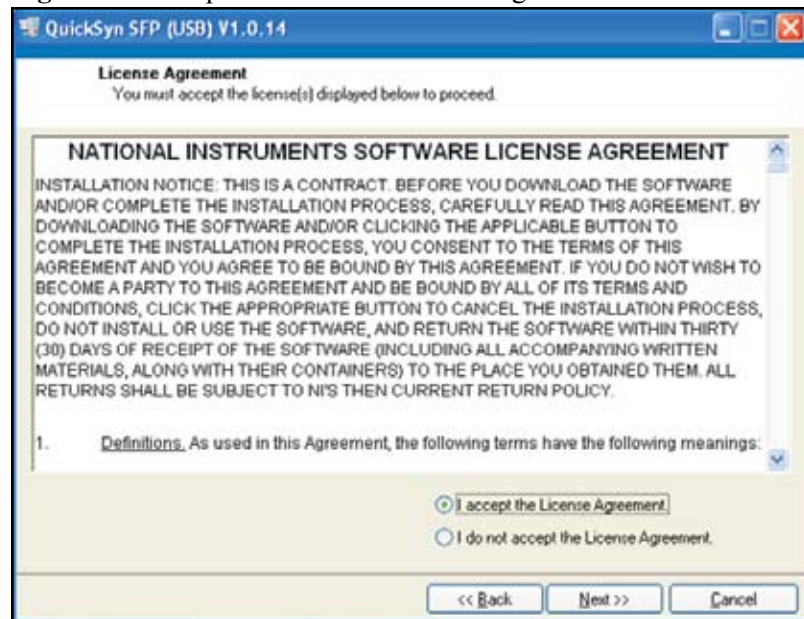 QuickSyn SFP (USB) V1.0.14
License Agreement
You must accept the license(s) displayed below to proceed.
NATIONAL INSTRUMENTS SOFTWARE LICENSE AGREEMENT
INSTALLATION NOTICE: THIS IS A CONTRACT. BEFORE YOU DOWNLOAD THE SOFTWARE
AND/OR COMPLETE THE INSTALLATION PROCESS, CAREFULLY READ THIS AGREEMENT. BY
DOWNLOADING THE SOFTWARE AND/OR CLICKING THE APPLICABLE BUTTON TO
COMPLETE THE INSTALLATION PROCESS, YOU CONSENT TO THE TERMS OF THIS
AGREEMENT AND YOU AGREE TO BE BOUND BY THIS AGREEMENT. IF YOU DO NOT WISH TO
BECOME A PARTY TO THIS AGREEMENT AND BE BOUND BY ALL OF ITS TERMS AND
CONDITIONS, CLICK THE APPROPRIATE BUTTON TO CANCEL THE INSTALLATION PROCESS,
DO NOT INSTALL OR USE THE SOFTWARE, AND RETURN THE SOFTWARE WITHIN THIRTY
(30) DAYS OF RECEIPT OF THE SOFTWARE (INCLUDING ALL ACCOMPANYING WRITTEN
MATERIALS, ALONG WITH THEIR CONTAINERS) TO THE PLACE YOU OBTAINED THEM. ALL
RETURNS SHALL BE SUBJECT TO NI'S THEN CURRENT RETURN POLICY.
1. Definitions. As used in this Agreement, the following terms have the following meanings:
I accept the License Agreement.
I do not accept the License Agreement.
<< Back
Next >>
Cancel